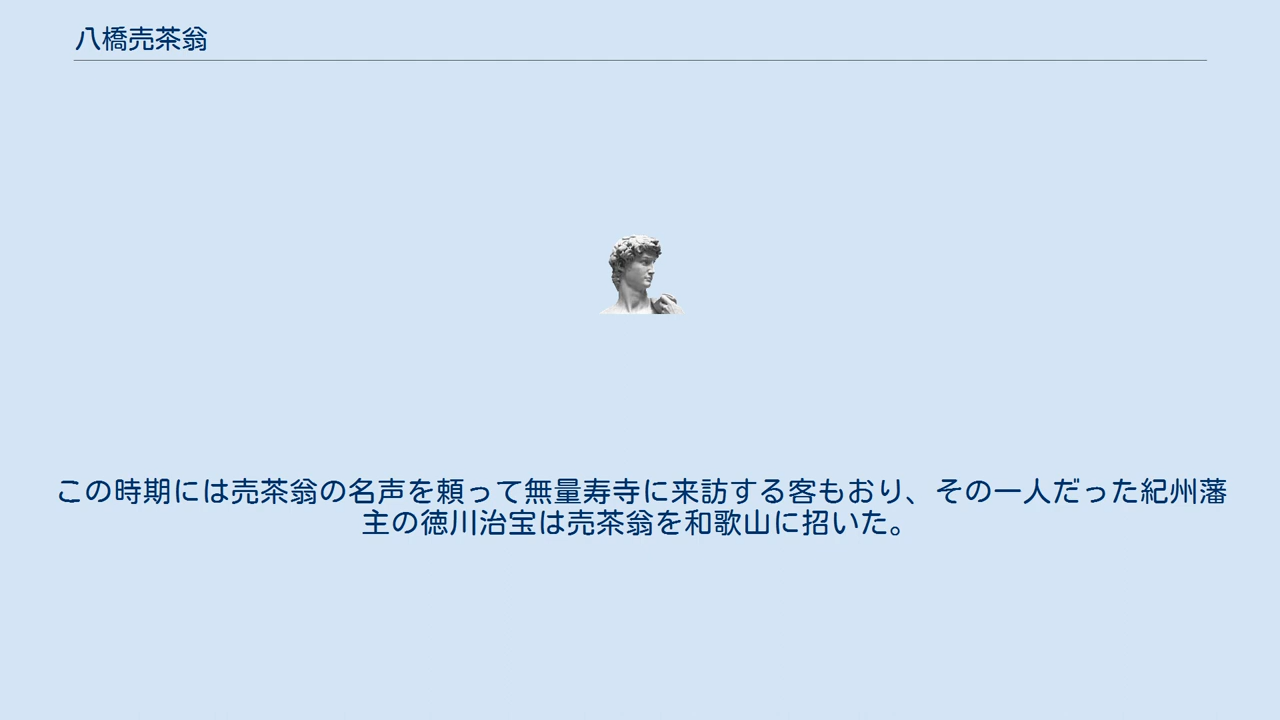 八橋売茶翁
この時期には売茶翁の名声を頼って無量寿寺に来訪する客もおり、その一人だった紀州藩
主の徳川治宝は売茶翁を和歌山に招いた。